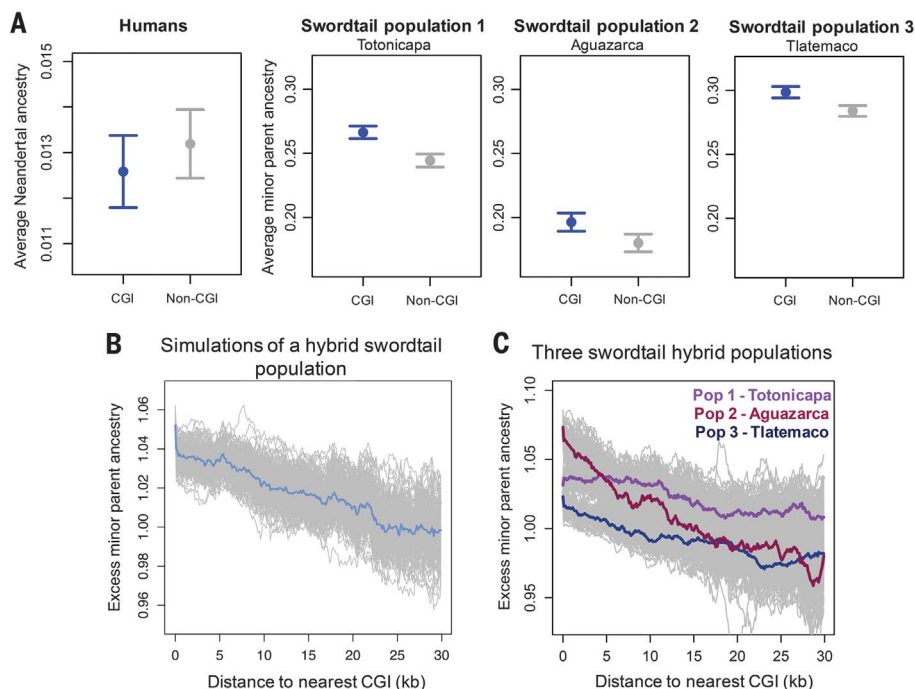 A
Humans
Swordtail population 1
Totonicapa
Swordtail population 2
Aguazarca
Swordtail population 3
Tlatemaco
Average Neandertal ancestry
0.015
0.013
0.011
CGI
Non-CGI
Average minor parent ancestry
0.30
0.25
0.20
CGI
Non-CGI
0.30
0.25
0.20
CGI
Non-CGI
0.30
0.25
0.20
CGI
Non-CGI
B
Simulations of a hybrid swordtail
population
Excess minor parent ancestry
1.06
1.04
1.02
1.00
0.98
0.96
0 5 10 15 20 25 30
Distance to nearest CGI (kb)
C
Three swordtail hybrid populations
Pop 1 - Totonicapa
Pop 2 - Aguazarca
Pop 3 - Tlatemaco
Excess minor parent ancestry
1.10
1.05
1.00
0.95
0 5 10 15 20 25 30
Distance to nearest CGI (kb)